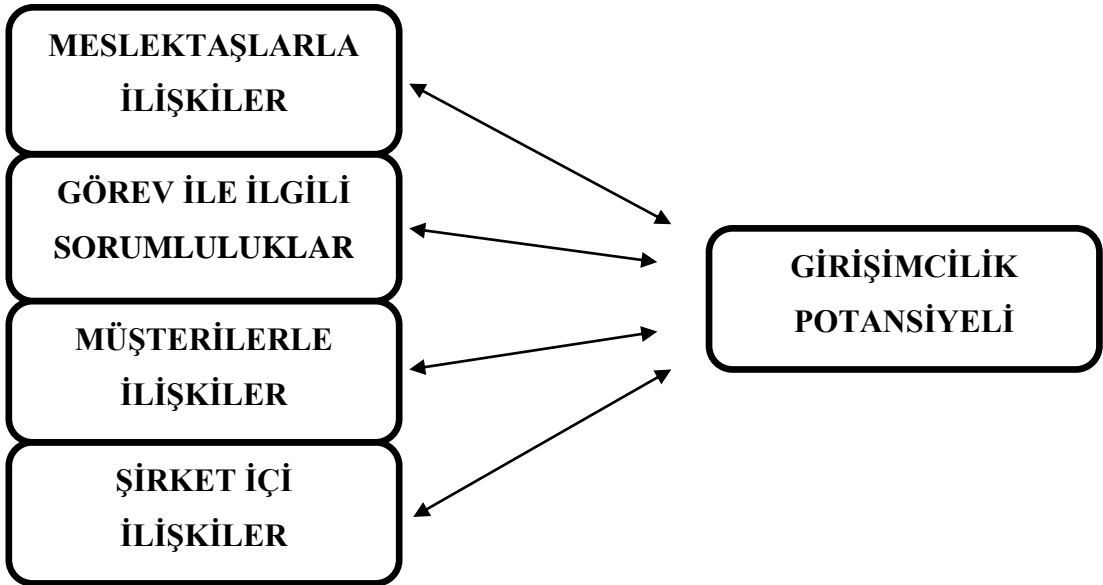 MESLEKTAŞLARLA
İLİŞKİLER
GÖREV İLE İLGİLİ
SORUMLULUKLAR
MÜŞTERİLERLE
İLİŞKİLER
ŞİRKET İÇİ
İLİŞKİLER
GİRİŞİMCİLİK
POTANSİYELİ